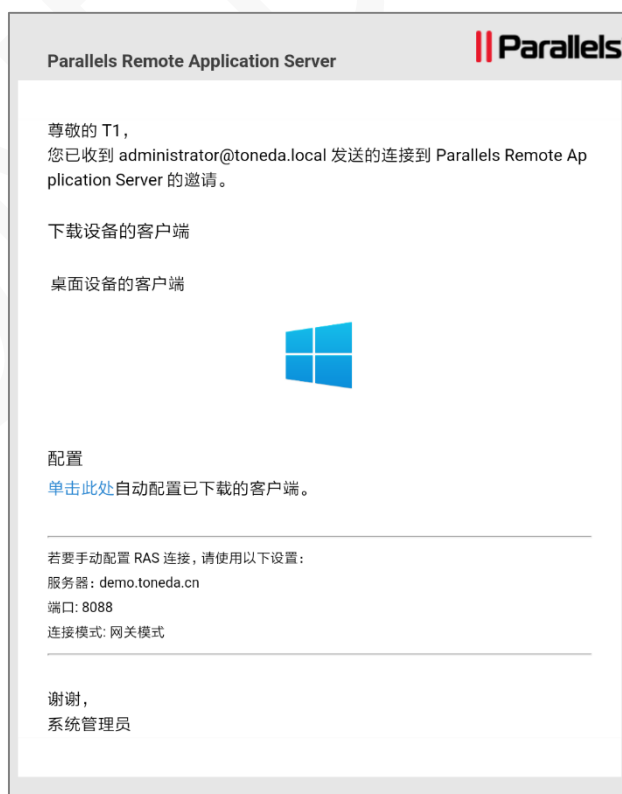 Parallels Remote Application Server
Parallels
尊敬的 T1，
您已收到 administrator@toneda.local 发送的连接到 Parallels Remote Ap
plication Server 的邀请。
下载设备的客户端
桌面设备的客户端
配置
单击此处自动配置已下载的客户端。
若要手动配置 RAS 连接，请使用以下设置：
服务器：demo.toneda.cn
端口: 8088
连接模式: 网关模式
谢谢，
系统管理员